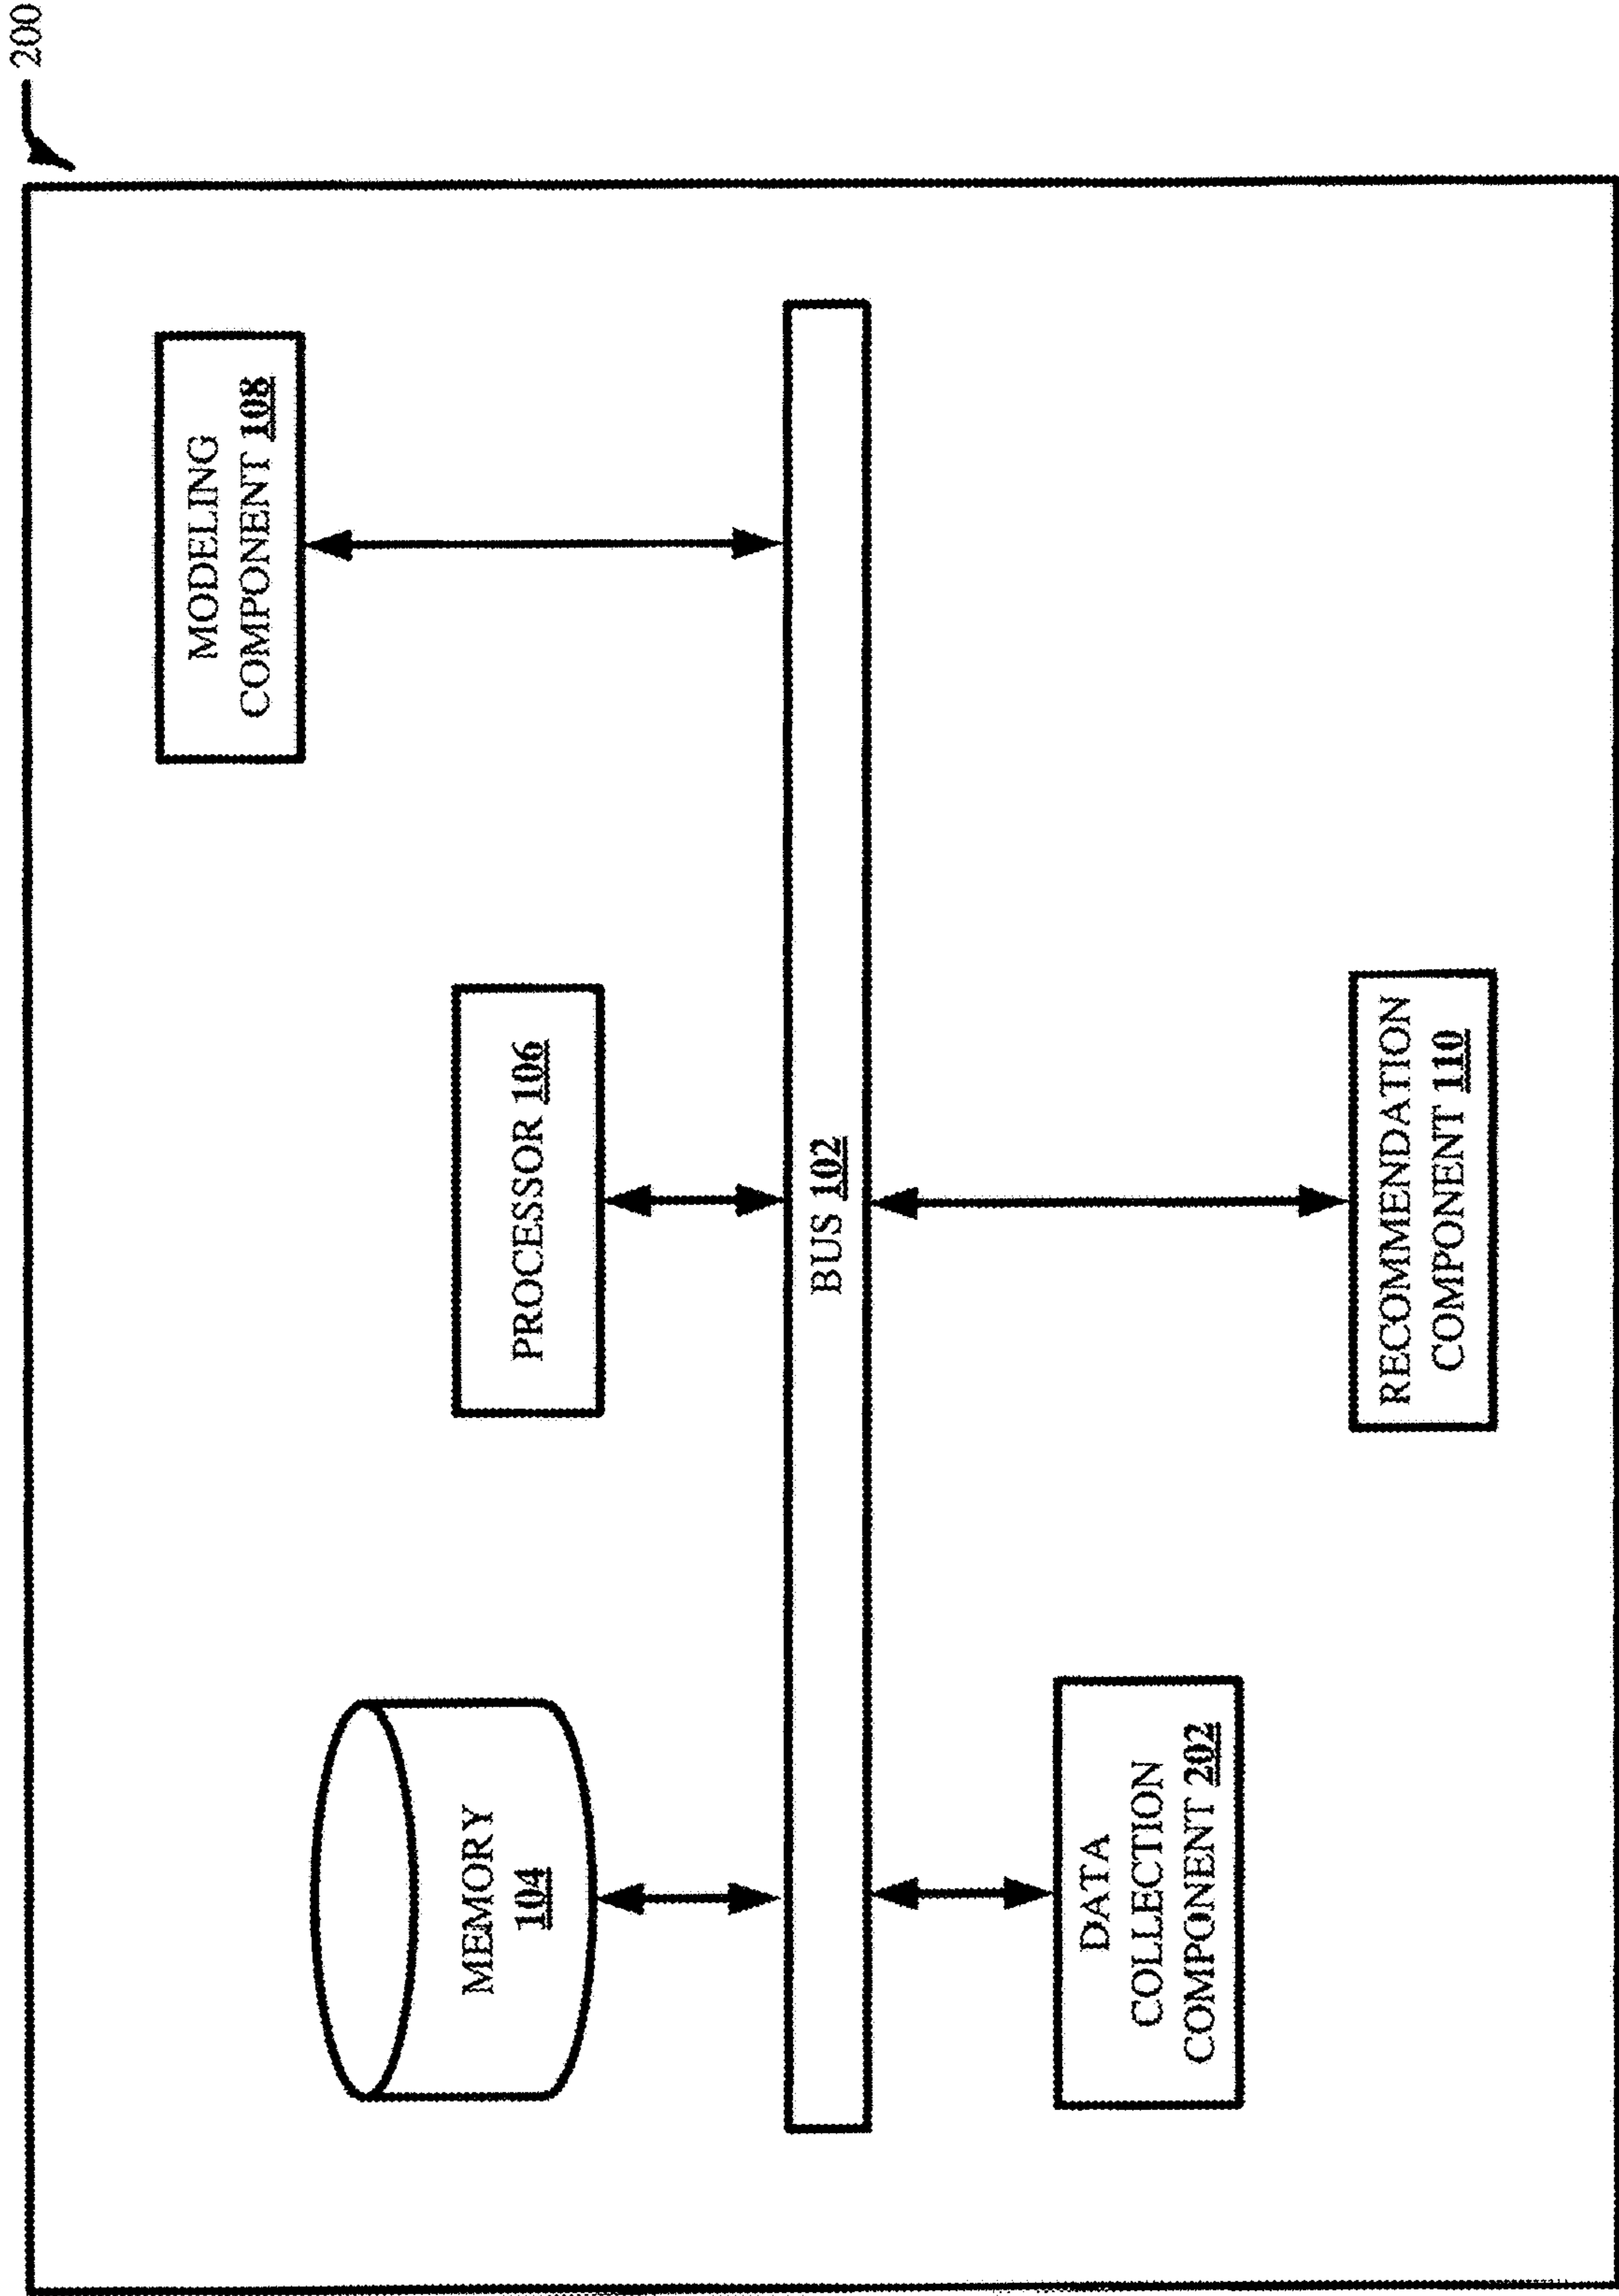 200
MODELING
COMPONENT 108
PROCESSOR 106
MEMORY
104
BUS 102
DATA
COLLECTION
COMPONENT 202
RECOMMENDATION
COMPONENT 110